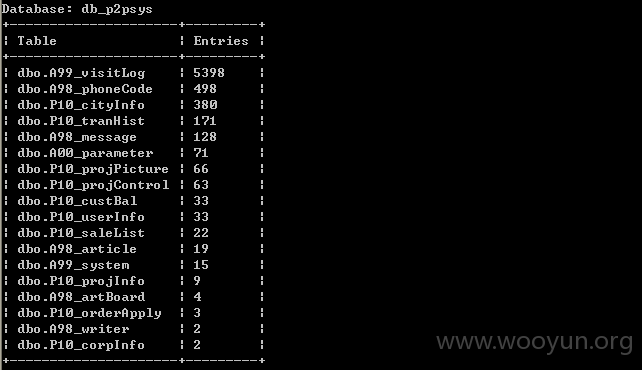 Database: db_p2psys
+--------------------+---------+
¦ Table              ¦ Entries ¦
+--------------------+---------+
¦ dbo.A99_visitLog   ¦ 5398    ¦
¦ dbo.A98_phoneCode  ¦ 498     ¦
¦ dbo.P10_cityInfo   ¦ 380     ¦
¦ dbo.P10_tranHist   ¦ 171     ¦
¦ dbo.A98_message    ¦ 128     ¦
¦ dbo.A00_parameter  ¦ 71      ¦
¦ dbo.P10_projPicture ¦ 66      ¦
¦ dbo.P10_projControl ¦ 63      ¦
¦ dbo.P10_custBal    ¦ 33      ¦
¦ dbo.P10_userInfo   ¦ 33      ¦
¦ dbo.P10_saleList   ¦ 22      ¦
¦ dbo.A98_article    ¦ 19      ¦
¦ dbo.A99_system     ¦ 15      ¦
¦ dbo.P10_projInfo   ¦ 9       ¦
¦ dbo.A98_artBoard   ¦ 4       ¦
¦ dbo.P10_orderApply ¦ 3       ¦
¦ dbo.A98_writer     ¦ 2       ¦
¦ dbo.P10_corpInfo   ¦ 2       ¦
+--------------------+---------+
www.wooyun.org